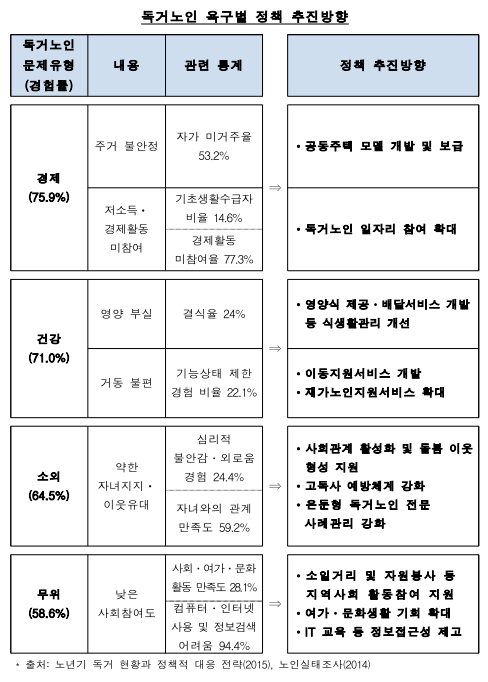 독거노인 욕구별 정책 추진방향
독거노인
문제유형
(경험률)
내용
관련 통계
정책 추진방향
경제
(75.9%)
주거 불안정
자가 미거주율
53.2%
⇒
• 공동주택 모델 개발 및 보급
저소득・
경제활동
미참여
기초생활수급자
비율 14.6%
경제활동
미참여율 77.3%
• 독거노인 일자리 참여 확대
건강
(71.0%)
영양 부실
결식율 24%
⇒
• 영양식 제공・배달서비스 개발
등 식생활관리 개선
거동 불편
기능상태 제한
경험 비율 22.1%
• 이동지원서비스 개발
• 재가노인지원서비스 확대
소외
(64.5%)
약한
자녀지지・
이웃유대
심리적
불안감・외로움
경험 24.4%
자녀와의 관계
만족도 59.2%
⇒
• 사회관계 활성화 및 돌봄 이웃
형성 지원
• 고독사 예방체계 강화
• 은둔형 독거노인 전문
사례관리 강화
무위
(58.6%)
낮은
사회참여도
사회・여가・문화
활동 만족도 28.1%
컴퓨터・인터넷
사용 및 정보검색
어려움 94.4%
⇒
• 소일거리 및 자원봉사 등
지역사회 활동참여 지원
• 여가・문화생활 기회 확대
• IT 교육 등 정보접근성 제고
* 출처: 노년기 독거 현황과 정책적 대응 전략(2015), 노인실태조사(2014)